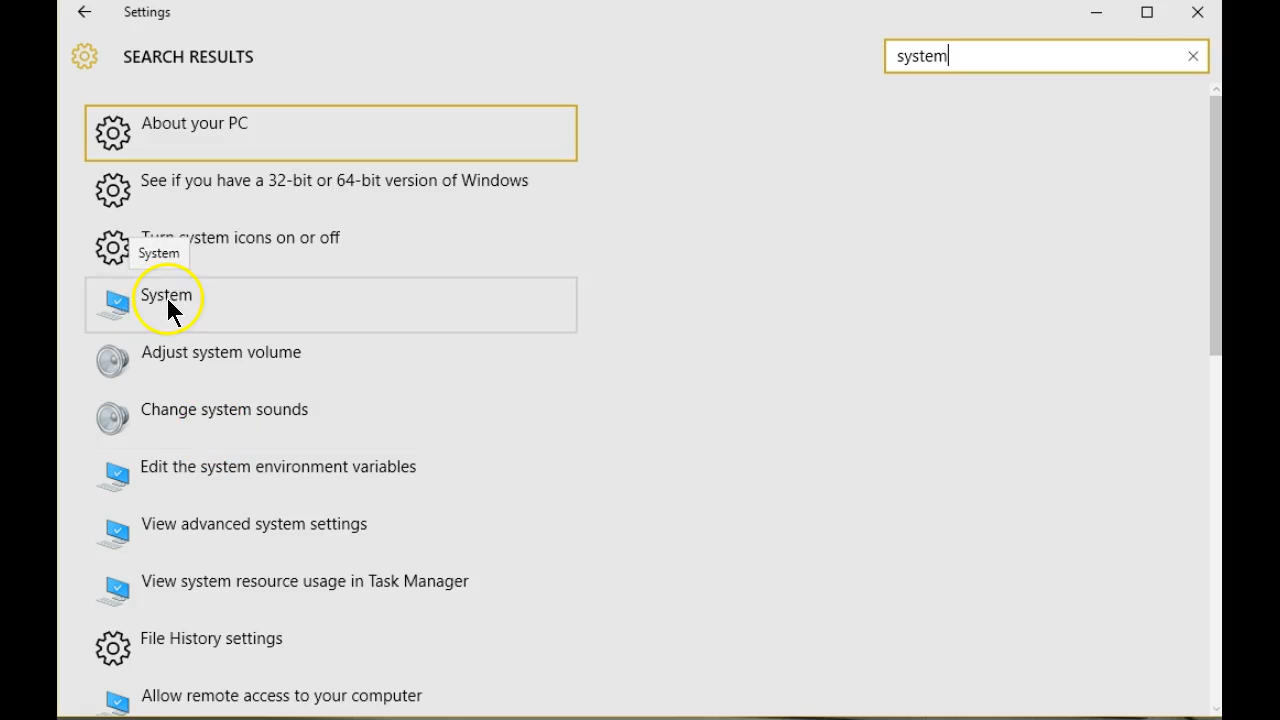 Settings
SEARCH RESULTS
system
About your PC
See if you have a 32-bit or 64-bit version of Windows
Turn system icons on or off
System
System
Adjust system volume
Change system sounds
Edit the system environment variables
View advanced system settings
View system resource usage in Task Manager
File History settings
Allow remote access to your computer